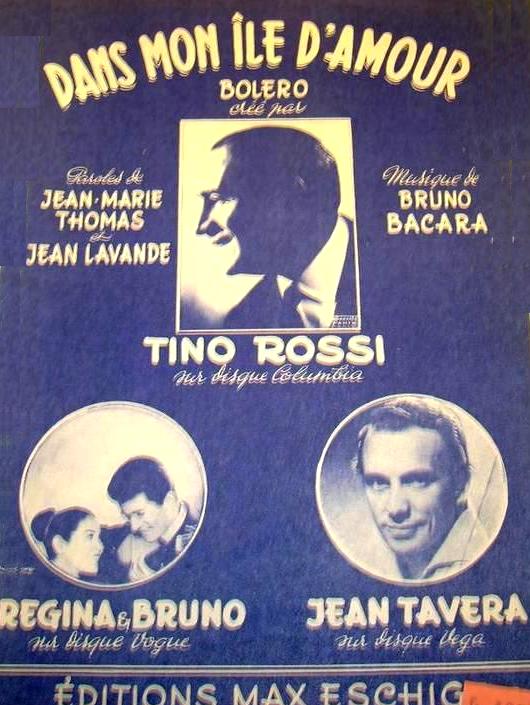 DANS MON ÎLE D'AMOUR
BOLERO
créé par
Paroles de
JEAN-MARIE
THOMAS
et
JEAN LAVANDE
Musique de
BRUNO
BACARA
TINO ROSSI
sur disque Columbia
REGINA & BRUNO
sur disque Vogue
JEAN TAVERA
sur disque Vega
ÉDITIONS MAX ESCHIG